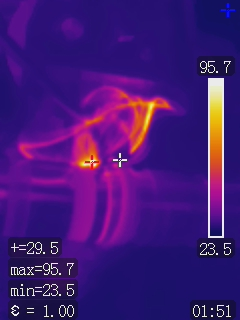 95.7
23.5
+=29.5
max=95.7
min=23.5
ε = 1.00
01:51